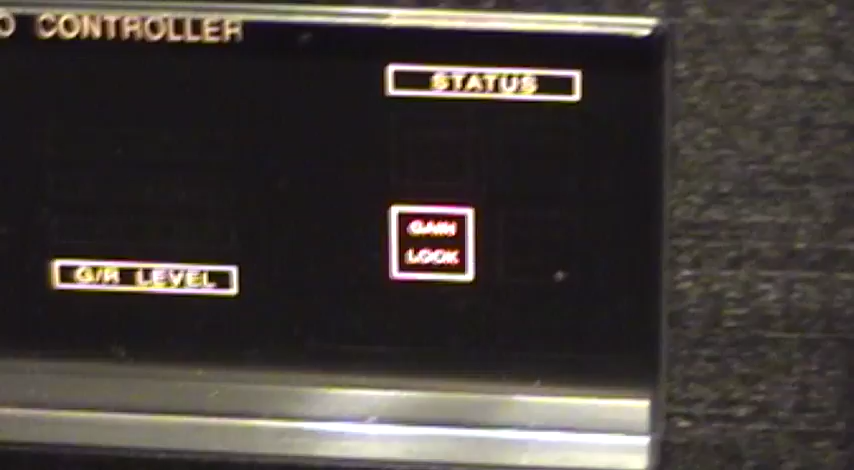 CONTROLLER
STATUS
GAIN
LOCK
G/R LEVEL